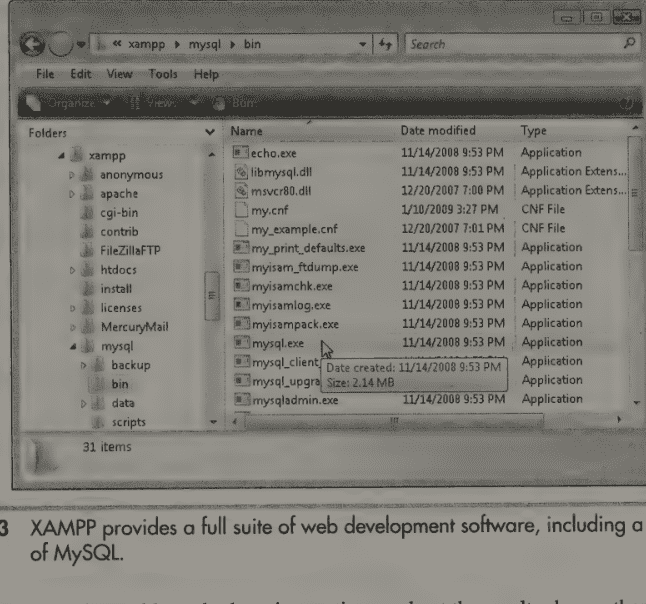 « xampp ▸ mysql ▸ bin
Search
File Edit View Tools Help
Organize Views Burn
Folders
xampp
anonymous
apache
cgi-bin
contrib
FileZillaFTP
htdocs
install
licenses
MercuryMail
mysql
backup
bin
data
scripts
Name Date modified Type
echo.exe 11/14/2008 9:53 PM Application
libmysql.dll 11/14/2008 9:53 PM Application Extens...
msvcr80.dll 12/20/2007 7:00 PM Application Extens...
my.cnf 1/10/2009 3:27 PM CNF File
my_example.cnf 12/20/2007 7:01 PM CNF File
my_print_defaults.exe 11/14/2008 9:53 PM Application
myisam_ftdump.exe 11/14/2008 9:53 PM Application
myisamchk.exe 11/14/2008 9:53 PM Application
myisamlog.exe 11/14/2008 9:53 PM Application
myisampack.exe 11/14/2008 9:53 PM Application
mysql.exe 11/14/2008 9:53 PM Application
mysql_client_ Application
mysql_upgra Application
mysqladmin.exe 11/14/2008 9:53 PM Application
Date created: 11/14/2008 9:53 PM
Size: 2.14 MB
31 items
3 XAMPP provides a full suite of web development software, including a
of MySQL.